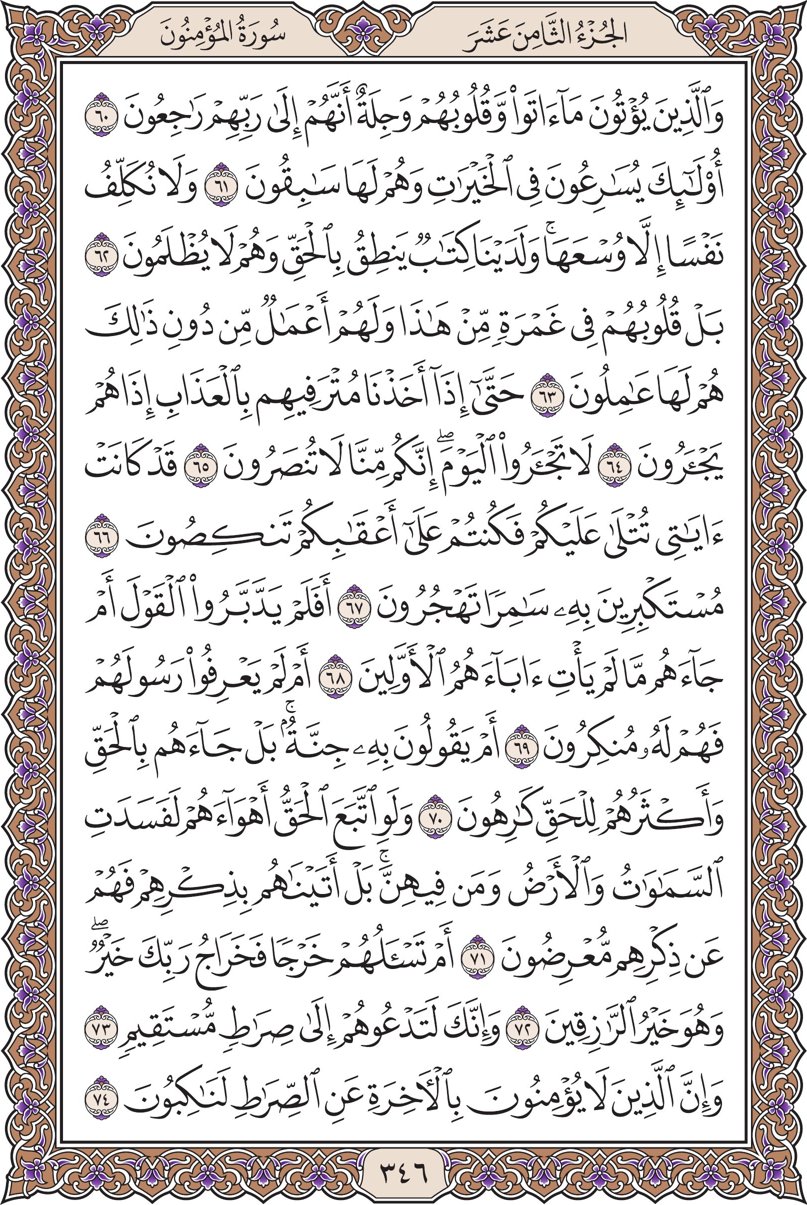 الجُزْءُ الثَّامِنَ عَشَرَ
سُورَةُ المُؤْمِنُونَ
وَٱلَّذِينَ يُؤْتُونَ مَآ ءَاتَوا۟ وَّقُلُوبُهُمْ وَجِلَةٌ أَنَّهُمْ إِلَىٰ رَبِّهِمْ رَٰجِعُونَ ٦٠
أُو۟لَٰٓئِكَ يُسَٰرِعُونَ فِى ٱلْخَيْرَٰتِ وَهُمْ لَهَا سَٰبِقُونَ ٦١ وَلَا نُكَلِّفُ
نَفْسًا إِلَّا وُسْعَهَا ۚ وَلَدَيْنَا كِتَٰبٌ يَنطِقُ بِٱلْحَقِّ وَهُمْ لَا يُظْلَمُونَ ٦٢
بَلْ قُلُوبُهُمْ فِى غَمْرَةٍ مِّنْ هَٰذَا وَلَهُمْ أَعْمَٰلٌ مِّن دُونِ ذَٰلِكَ
هُمْ لَهَا عَٰمِلُونَ ٦٣ حَتَّىٰٓ إِذَآ أَخَذْنَا مُتْرَفِيهِم بِٱلْعَذَابِ إِذَا هُمْ
يَجْـَٔرُونَ ٦٤ لَا تَجْـَٔرُوا۟ ٱلْيَوْمَ ۖ إِنَّكُم مِّنَّا لَا تُنصَرُونَ ٦٥ قَدْ كَانَتْ
ءَايَٰتِى تُتْلَىٰ عَلَيْكُمْ فَكُنتُمْ عَلَىٰٓ أَعْقَٰبِكُمْ تَنكِصُونَ ٦٦
مُسْتَكْبِرِينَ بِهِۦ سَٰمِرًا تَهْجُرُونَ ٦٧ أَفَلَمْ يَدَّبَّرُوا۟ ٱلْقَوْلَ أَمْ
جَآءَهُم مَّا لَمْ يَأْتِ ءَابَآءَهُمُ ٱلْأَوَّلِينَ ٦٨ أَمْ لَمْ يَعْرِفُوا۟ رَسُولَهُمْ
فَهُمْ لَهُۥ مُنكِرُونَ ٦٩ أَمْ يَقُولُونَ بِهِۦ جِنَّةٌۢ ۚ بَلْ جَآءَهُم بِٱلْحَقِّ
وَأَكْثَرُهُمْ لِلْحَقِّ كَٰرِهُونَ ٧٠ وَلَوِ ٱتَّبَعَ ٱلْحَقُّ أَهْوَآءَهُمْ لَفَسَدَتِ
ٱلسَّمَٰوَٰتُ وَٱلْأَرْضُ وَمَن فِيهِنَّ ۚ بَلْ أَتَيْنَٰهُم بِذِكْرِهِمْ فَهُمْ
عَن ذِكْرِهِم مُّعْرِضُونَ ٧١ أَمْ تَسْـَٔلُهُمْ خَرْجًا فَخَرَاجُ رَبِّكَ خَيْرٌ ۖ
وَهُوَ خَيْرُ ٱلرَّٰزِقِينَ ٧٢ وَإِنَّكَ لَتَدْعُوهُمْ إِلَىٰ صِرَٰطٍ مُّسْتَقِيمٍ ٧٣
وَإِنَّ ٱلَّذِينَ لَا يُؤْمِنُونَ بِٱلْءَاخِرَةِ عَنِ ٱلصِّرَٰطِ لَنَٰكِبُونَ ٧٤
٣٤٦